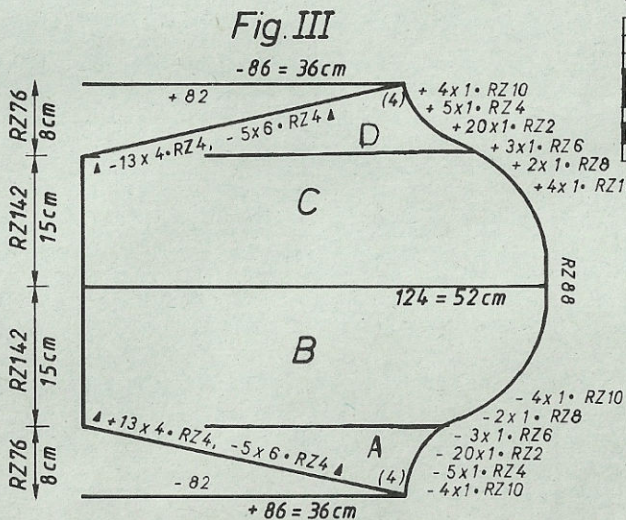 Fig. III
-86 = 36cm
+ 82
(4)
+ 4x1· RZ10
+ 5x1· RZ4
+20x1· RZ2
+ 3x1· RZ6
+ 2x1· RZ8
+4x1· RZ1
RZ76
8cm
-13 x 4· RZ4, - 5x6· RZ4
D
RZ142
15cm
C
RZ88
124 = 52cm
RZ142
15cm
B
- 4x1· RZ10
-2x1· RZ8
- 3x1· RZ6
- 20x1· RZ2
-5x1· RZ4
-4x1· RZ10
+13x4· RZ4, -5x6· RZ4
A
(4)
RZ76
8cm
-82
+ 86 = 36cm